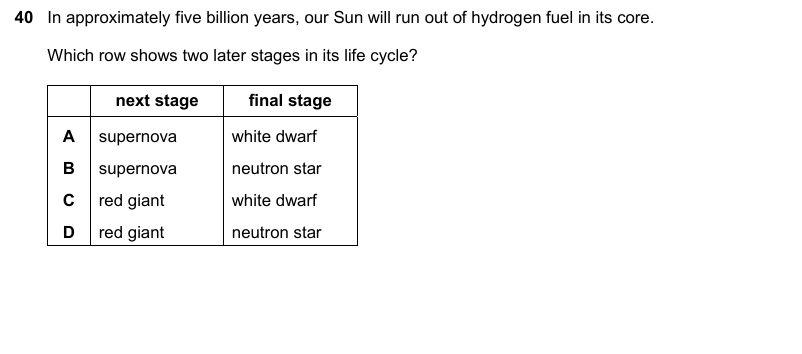 40 In approximately five billion years, our Sun will run out of hydrogen fuel in its core.
Which row shows two later stages in its life cycle?
next stage final stage
A supernova white dwarf
B supernova neutron star
C red giant white dwarf
D red giant neutron star